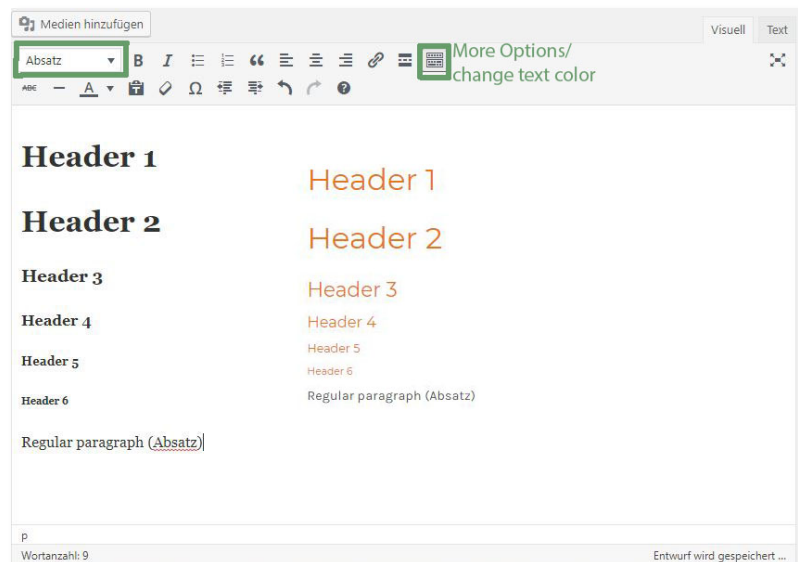 Medien hinzufügen
Visuell Text
Absatz B I “ More Options/
change text color
ABE A Ω ?
Header 1
Header 2
Header 3
Header 4
Header 5
Header 6
Regular paragraph (Absatz)
Header 1
Header 2
Header 3
Header 4
Header 5
Header 6
Regular paragraph (Absatz)
p
Wortanzahl: 9
Entwurf wird gespeichert ...